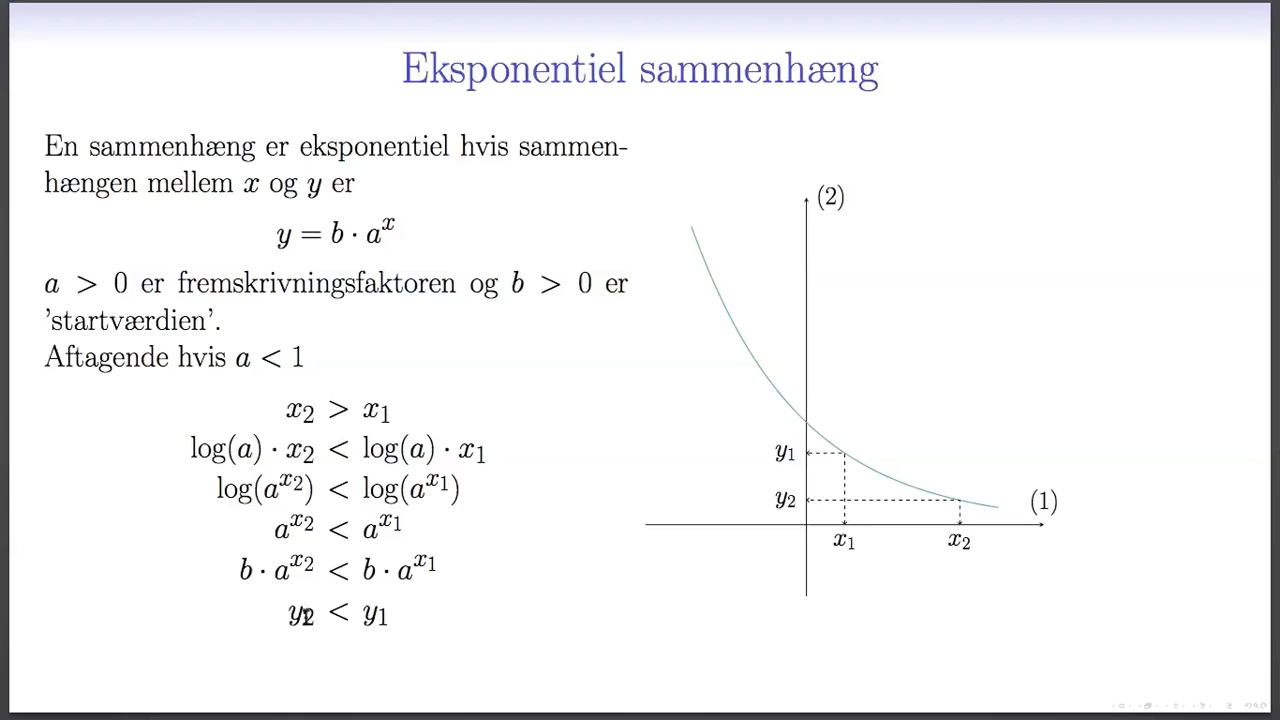 Eksponentiel sammenhæng
En sammenhæng er eksponentiel hvis sammen-
hængen mellem x og y er
y = b · a^x
a > 0 er fremskrivningsfaktoren og b > 0 er
'startværdien'.
Aftagende hvis a < 1
x_2 > x_1
log(a) · x_2 < log(a) · x_1
log(a^{x_2}) < log(a^{x_1})
a^{x_2} < a^{x_1}
b · a^{x_2} < b · a^{x_1}
y_2 < y_1
(2)
y_1
y_2
(1)
x_1
x_2